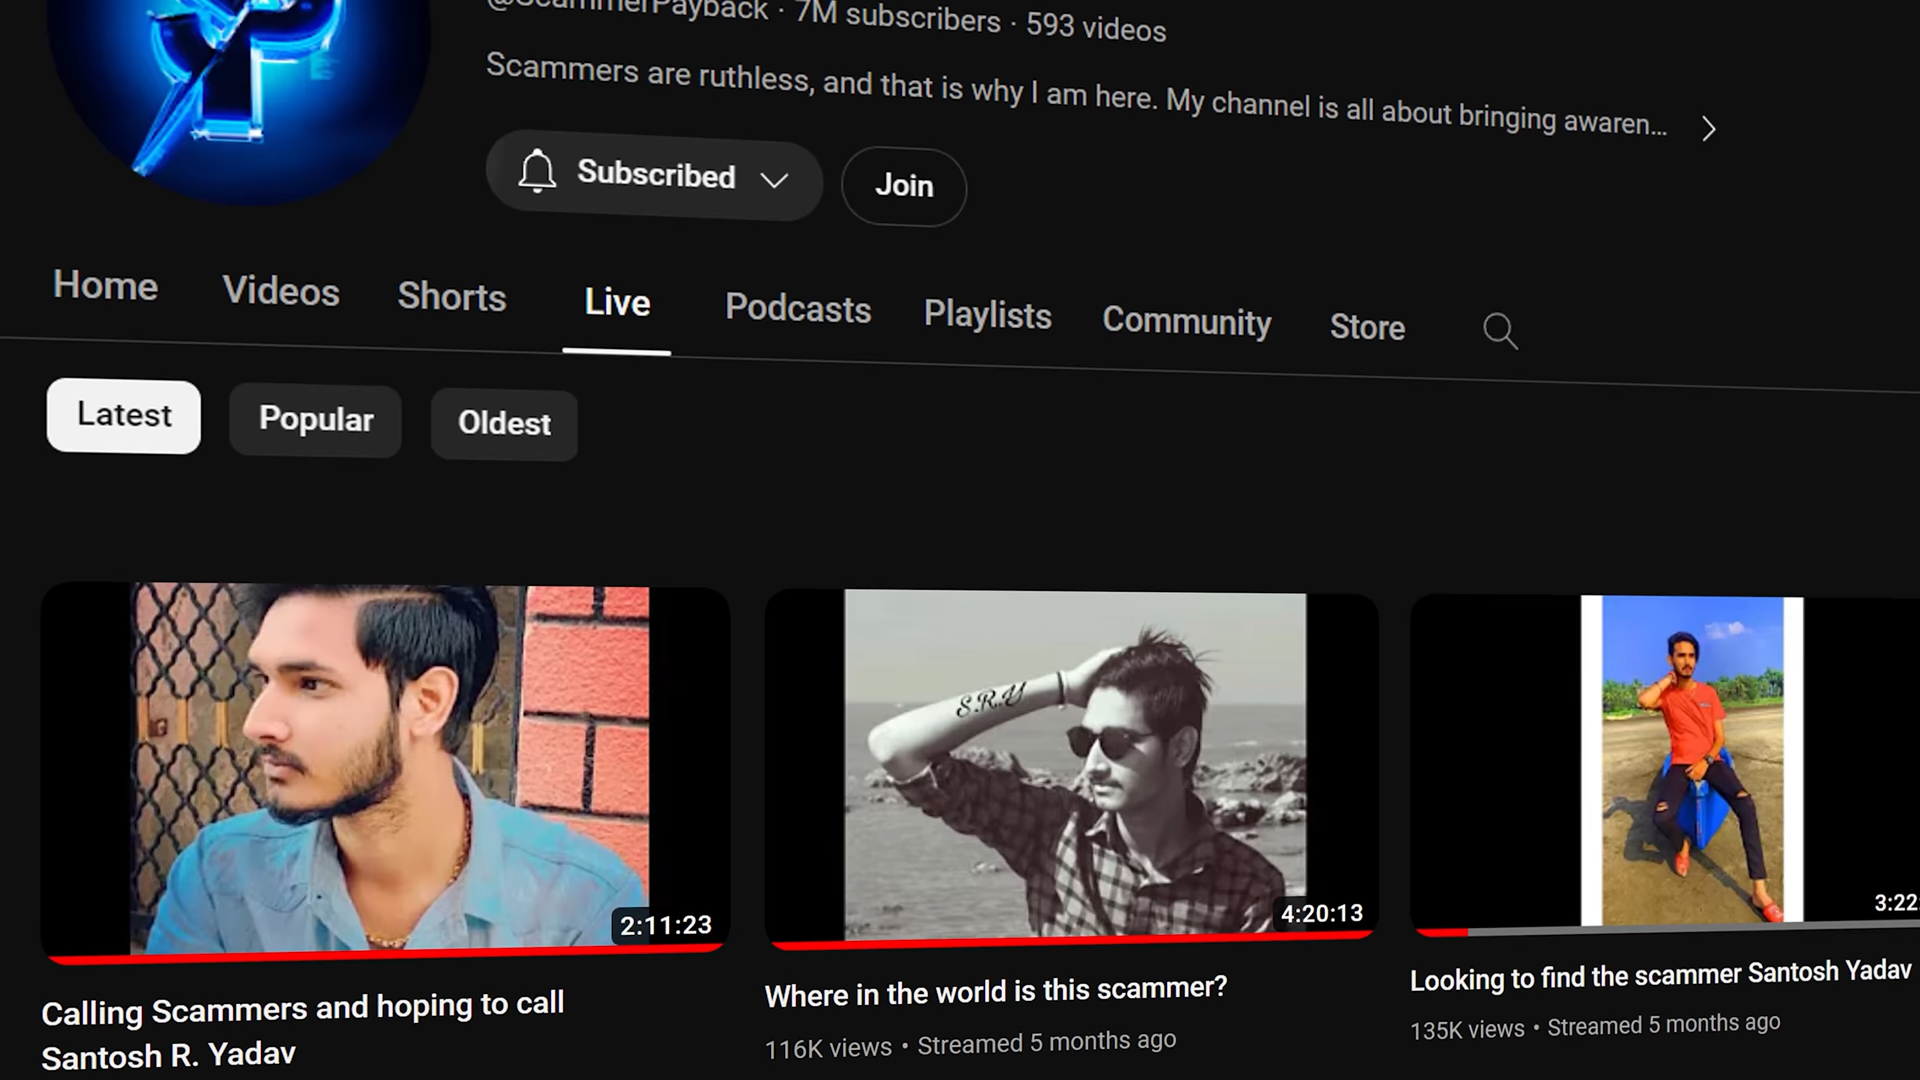 @ScammerPayback · 7M subscribers · 593 videos
Scammers are ruthless, and that is why I am here. My channel is all about bringing awaren...
Subscribed
Join
Home Videos Shorts Live Podcasts Playlists Community Store
Latest Popular Oldest
S.R.Y
2:11:23
4:20:13
3:22:
Calling Scammers and hoping to call
Santosh R. Yadav
Where in the world is this scammer?
116K views • Streamed 5 months ago
Looking to find the scammer Santosh Yadav
135K views • Streamed 5 months ago